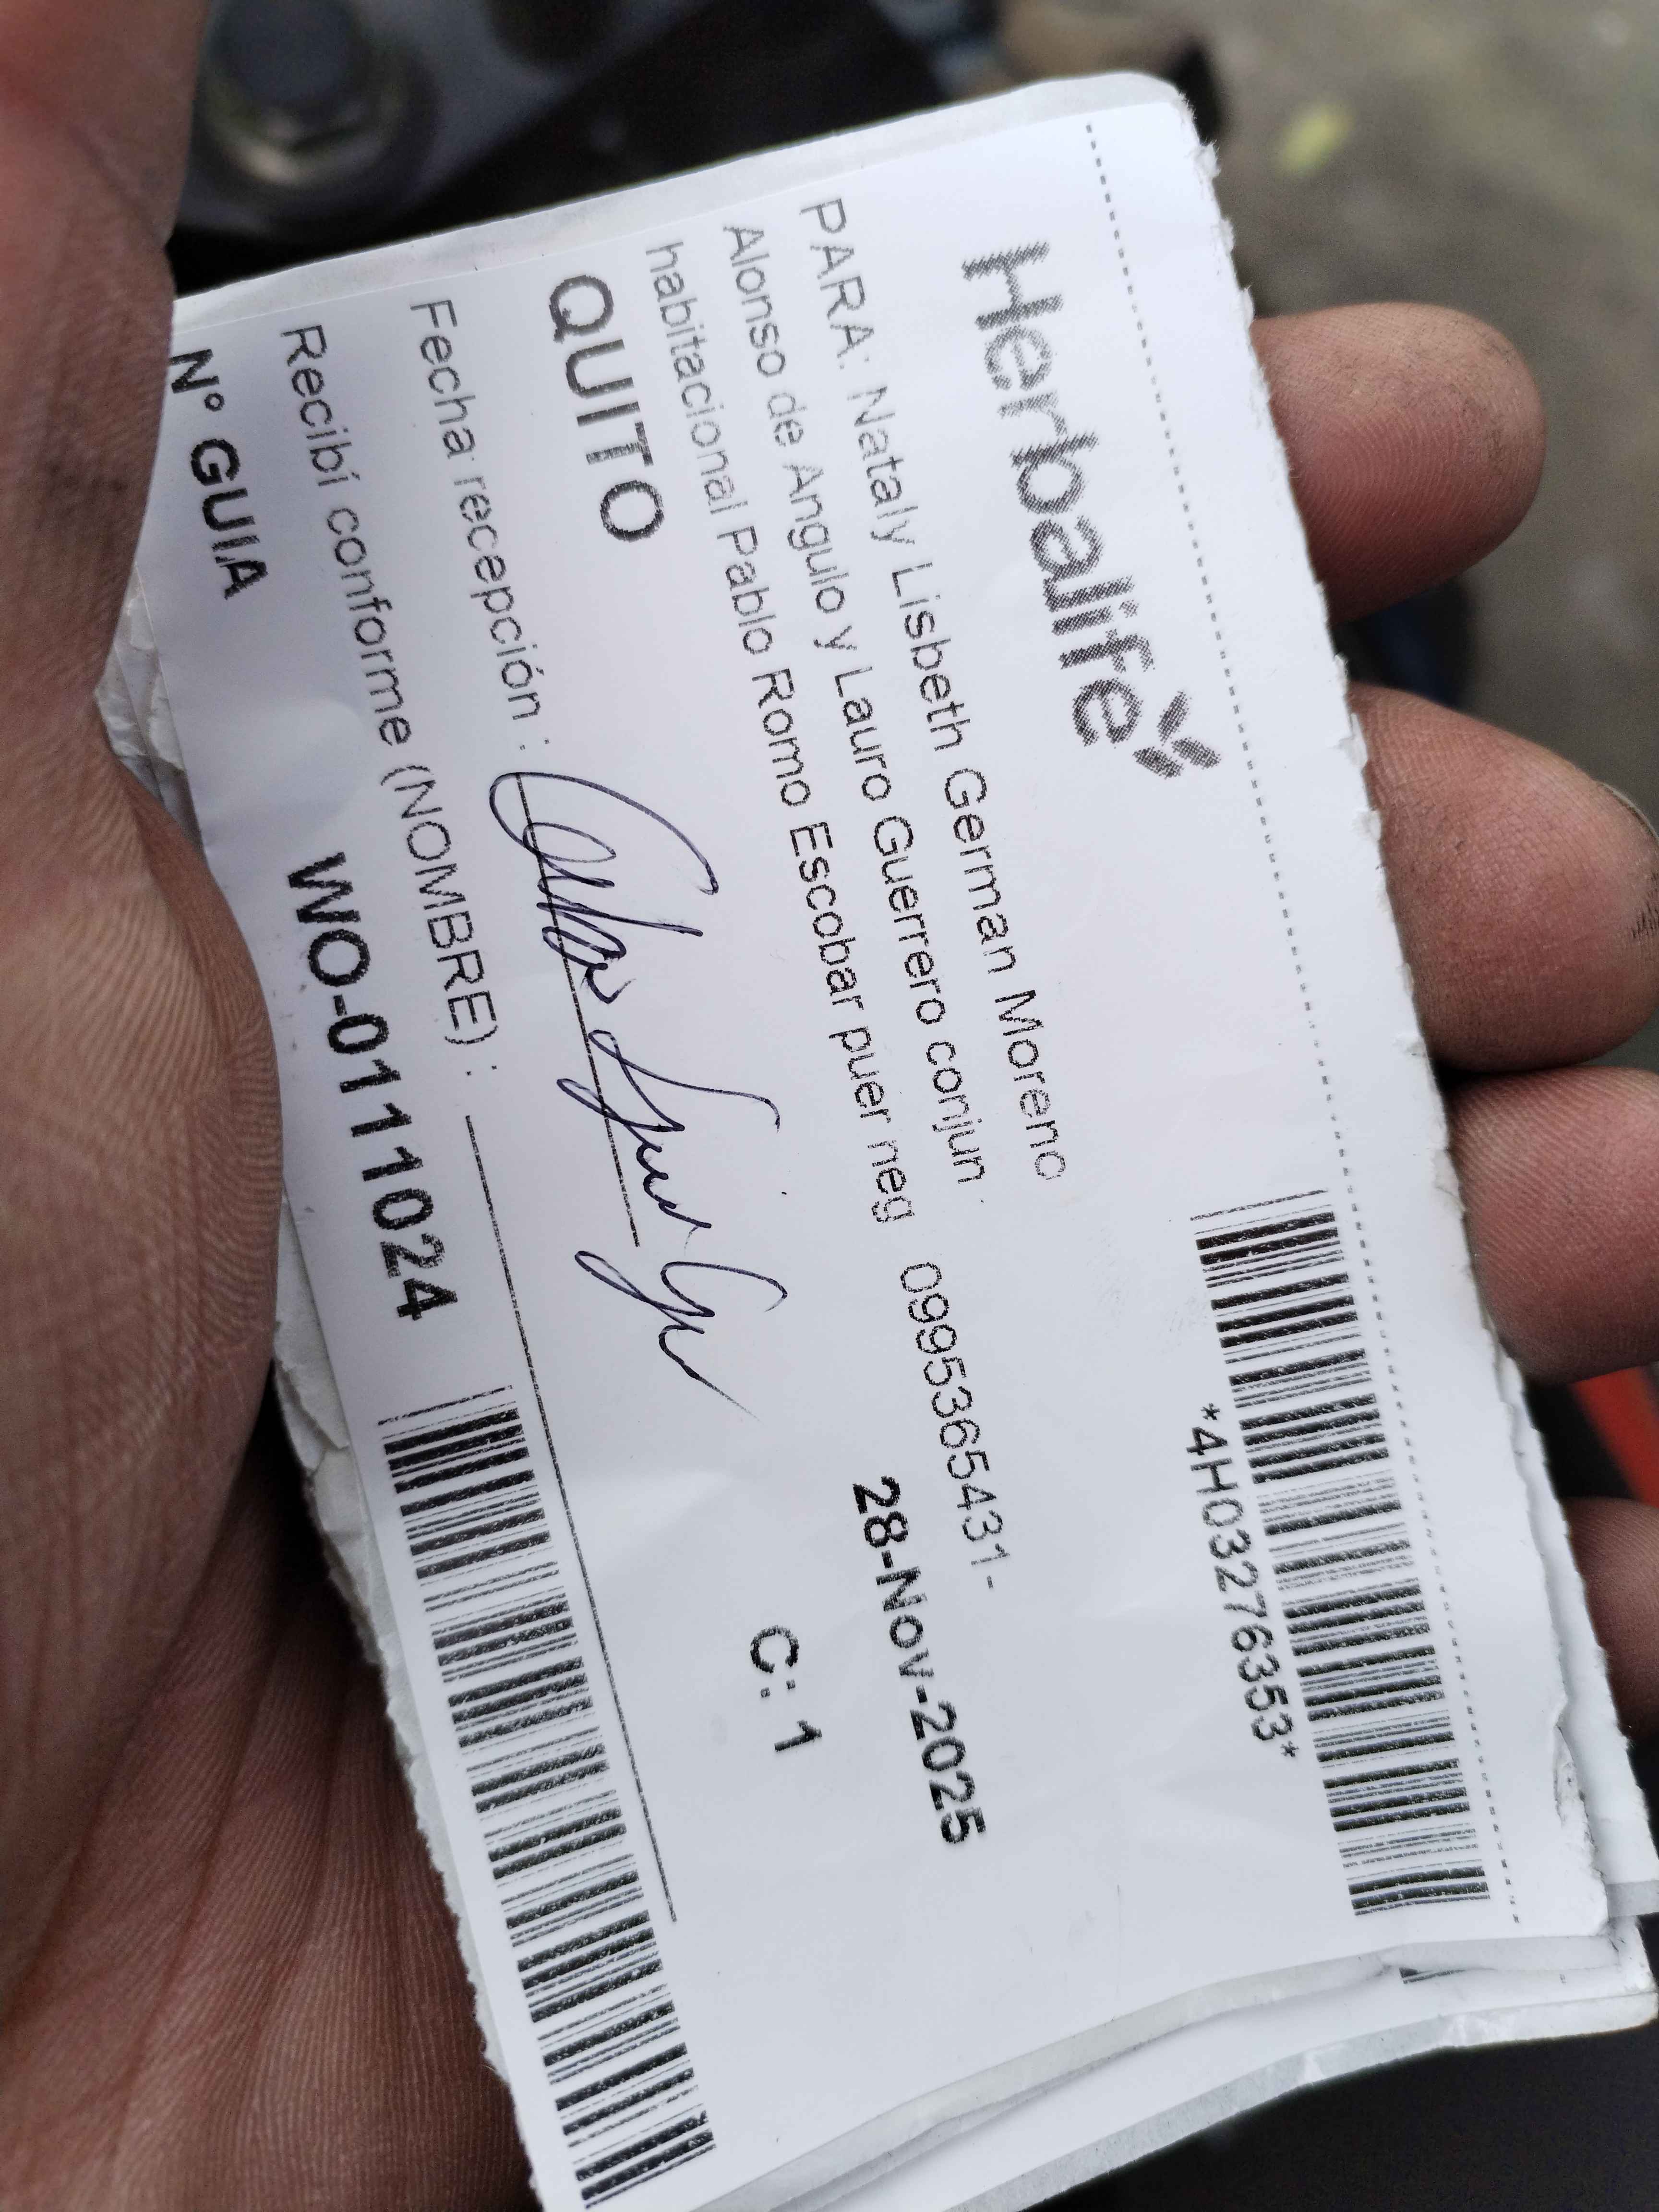 Herbalife
*4H03276353*
PARA: Nataly Lisbeth German Moreno
Alonso de Angulo y Lauro Guerrero conjun
habitacional Pablo Romo Escobar puer neg 0995365431-
28-Nov-2025
QUITO
C: 1
Fecha recepción :
Recibí conforme (NOMBRE) :
N° GUIA WO-0111024